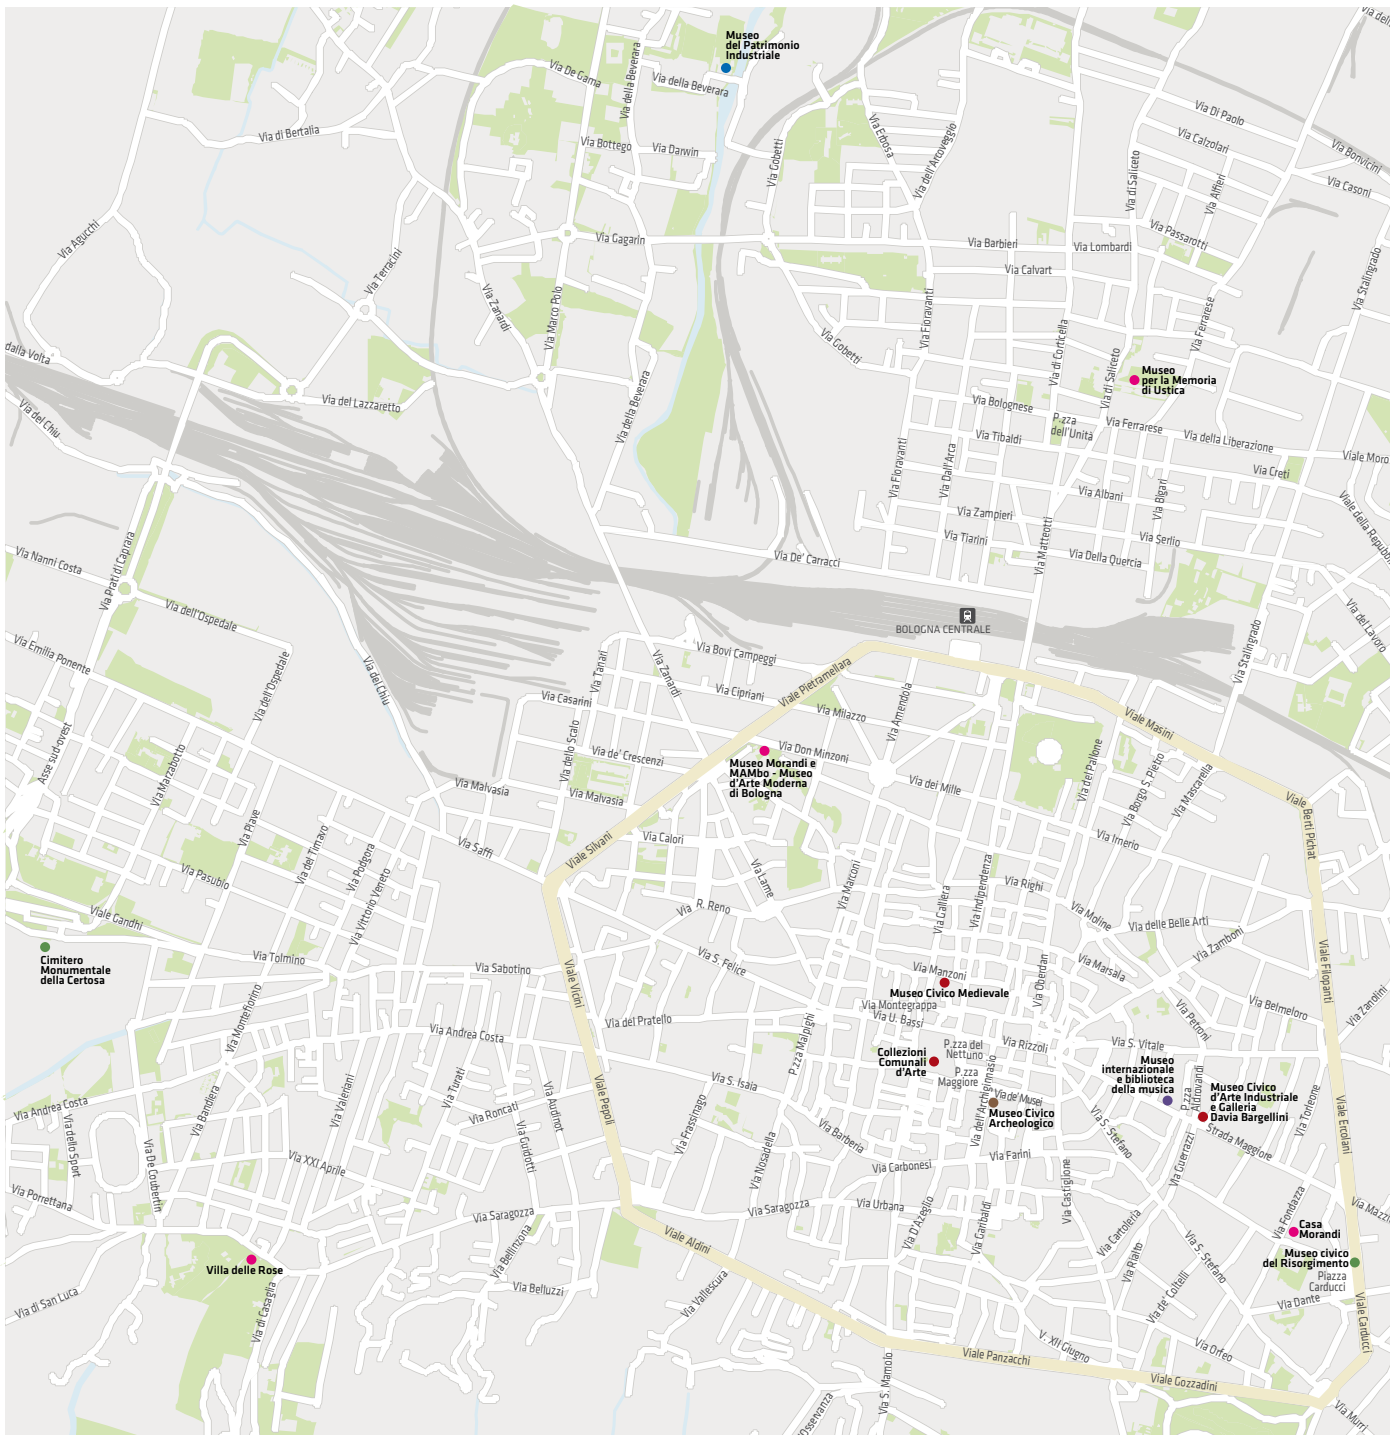 Museo
del Patrimonio
Industriale
Via De Gama
Via della Beverara
Via della Beverara
Via di Bertalia
Via Bottego
Via Darwin
Via Gobetti
Via Erbosa
Via dell'Arcoveggio
Via Di Paolo
Via Calzolari
Via Bonvicini
Via Casoni
Via di Saliceto
Via Alfieri
Via Passarotti
Via Agucchi
Via Terracini
Via Gagarin
Via Barbieri
Via Lombardi
Via Calvart
Via Stalingrado
Via Zanardi
Via Marco Polo
Via Fioravanti
Via Gobetti
Via di Corticella
Via Ferrarese
Via di Saliceto
dalla Volta
Via del Chiu
Via del Lazzaretto
Via della Beverara
Museo
per la Memoria
di Ustica
Via Bolognese
P.zza
dell'Unità
Via Ferrarese
Via Tibaldi
Via della Liberazione
Viale Moro
Via Creti
Via Fioravanti
Via Dall'Arca
Via Albani
Via Bigari
Via Zampieri
Via Tiarini
Via Matteotti
Via Serlio
Via Della Quercia
Viale della Repubbl
Via Nanni Costa
Via Prati di Caprara
Via De' Carracci
Via dell'Ospedale
BOLOGNA CENTRALE
Via del Lavoro
Via Stalingrado
Via Emilia Ponente
Via dell'Ospedale
Via del Chiu
Via Tanari
Via Zanardi
Via Bovi Campeggi
Viale Pietramellara
Via Cipriani
Via Casarini
Via Milazzo
Via Amendola
Viale Masini
Asse sud-ovest
Via Marzabotto
Via dello Scalo
Via de' Crescenzi
Via Don Minzoni
Museo Morandi e
MAMbo - Museo
d'Arte Moderna
di Bologna
Via dei Mille
Via del Pallone
Via Borgo S. Pietro
Via Mascarella
Via Malvasia
Via Malvasia
Via Piave
Via del Timavo
Via Podgora
Via Vittorio Veneto
Via Saffi
Viale Silvani
Via Calori
Via Irnerio
Viale Berti Pichat
Via Pasubio
Viale Gandhi
Via Lame
Via Marconi
Via Galliera
Via Indipendenza
Via Righi
Via Moline
Via delle Belle Arti
Via R. Reno
Via Zamboni
Cimitero
Monumentale
della Certosa
Via Tolmino
Via Sabotino
Viale Vicini
Via S. Felice
Via Manzoni
Via Oberdan
Via Marsala
Viale Filopanti
Via Zanolini
Museo Civico Medievale
Via Montegrappa
Via U. Bassi
Via Petroni
Via Belmeloro
Via Montefiorino
Via Andrea Costa
Via del Pratello
P.zza Malpighi
P.zza del
Nettuno
Via Rizzoli
Via S. Vitale
Collezioni
Comunali
d'Arte
P.zza
Maggiore
Museo
internazionale
e biblioteca
della musica
P.zza
Aldrovandi
Museo Civico
d'Arte Industriale
e Galleria
Davia Bargellini
Via Torleone
Viale Ercolani
Via Andrea Costa
Via dello Sport
Via De Coubertin
Via Bandiera
Via Valeriani
Via Turati
Via Roncati
Via Guidotti
Via Audinot
Viale Pepoli
Via S. Isaia
Via Frassinago
Via Nosadella
Via Barberia
Via dell'Archiginnasio
Via de' Musei
Museo Civico
Archeologico
Via S. Stefano
Via Guerrazzi
Strada Maggiore
Via XXI Aprile
Via Carbonesi
Via Farini
Via Castiglione
Via Porrettana
Via Saragozza
Via Saragozza
Via Urbana
Via D'Azeglio
Via Garibaldi
Via Cartoleria
Via Rialto
Via S. Stefano
Via Fondazza
Via Mazzi
Casa
Morandi
Villa delle Rose
Via Bellinzona
Via Belluzzi
Viale Aldini
Via Vallescura
Via de' Coltelli
Museo civico
del Risorgimento
Piazza
Carducci
Via Dante
Via di San Luca
Via di Casaglia
Via S. Mamolo
Viale Panzacchi
V. XII Giugno
Via Orfeo
Viale Carducci
Viale Gozzadini
Via Murri
Osservanza